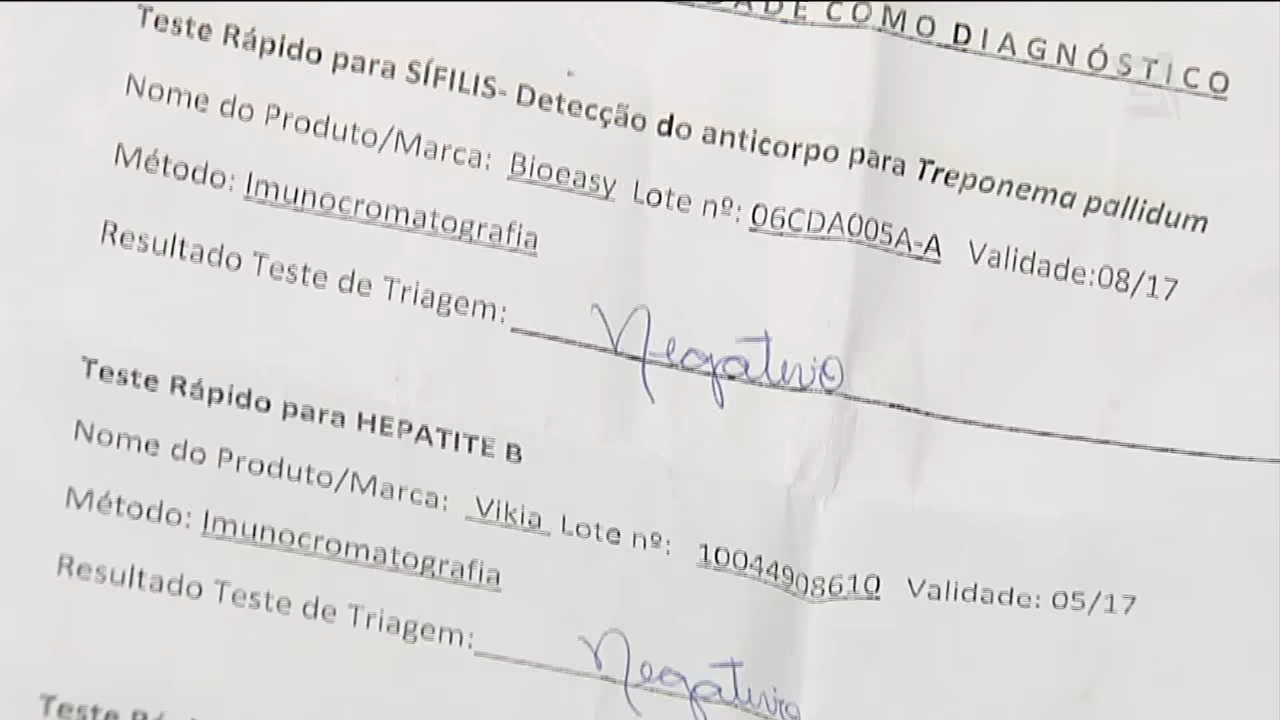 COMO DIAGNÓSTICO
Teste Rápido para SÍFILIS- Detecção do anticorpo para Treponema pallidum
Nome do Produto/Marca: Bioeasy Lote nº: 06CDA005A-A Validade:08/17
Método: Imunocromatografia
Resultado Teste de Triagem: Negativo
Teste Rápido para HEPATITE B
Nome do Produto/Marca: Vikia Lote nº: 10044908610 Validade: 05/17
Método: Imunocromatografia
Resultado Teste de Triagem: Negativo
Teste